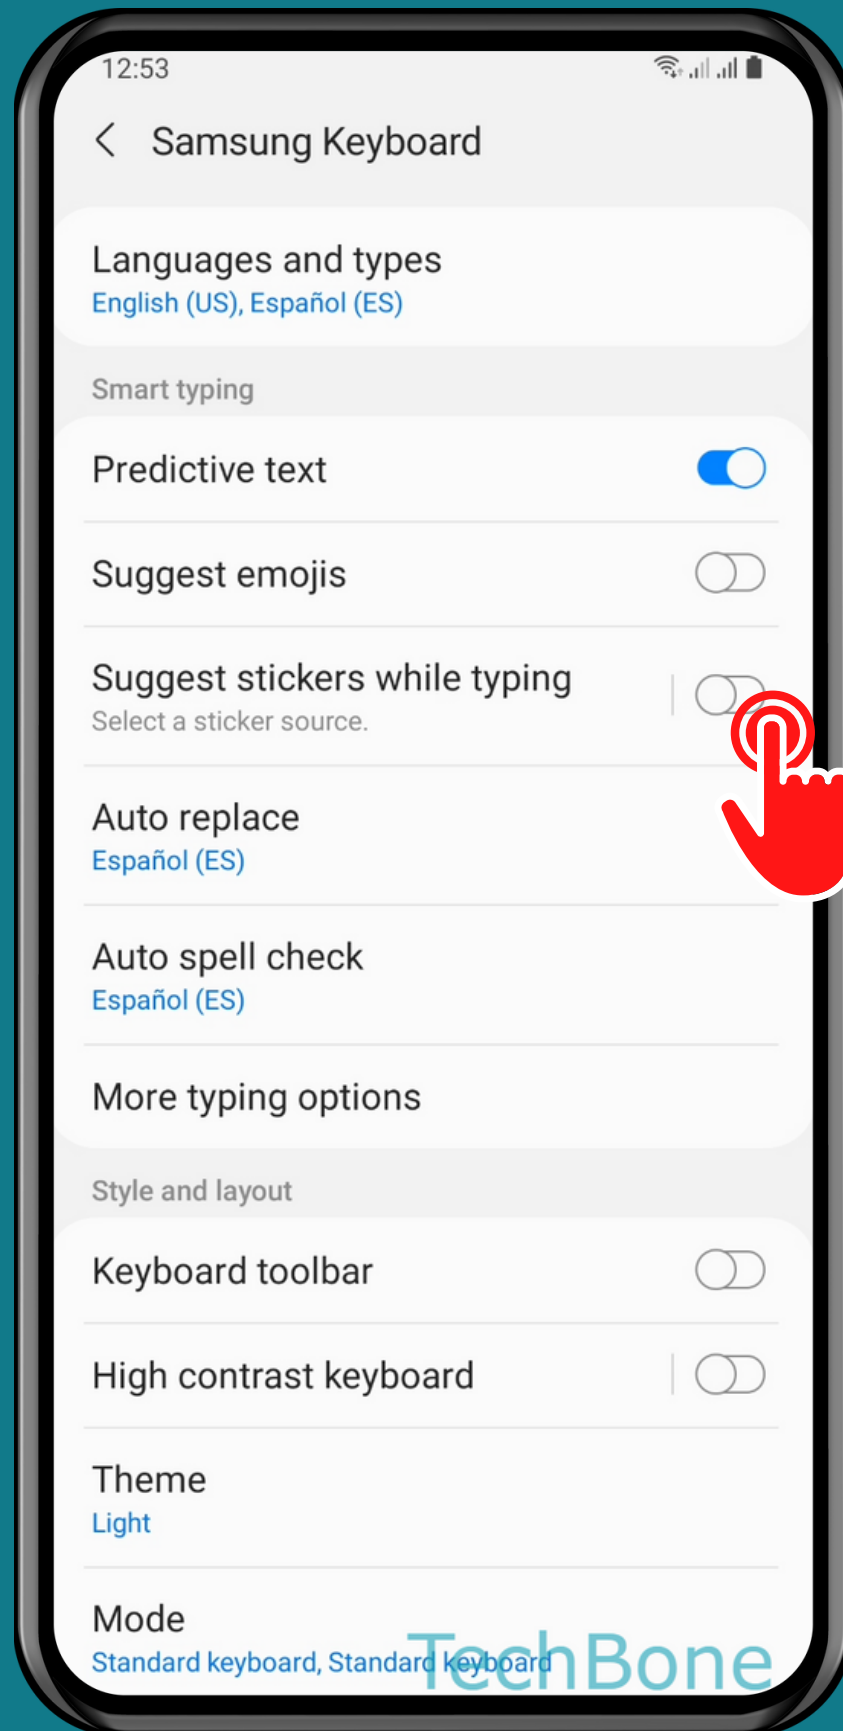 12:53
Samsung Keyboard
Languages and types
English (US), Español (ES)
Smart typing
Predictive text
Suggest emojis
Suggest stickers while typing
Select a sticker source.
Auto replace
Español (ES)
Auto spell check
Español (ES)
More typing options
Style and layout
Keyboard toolbar
High contrast keyboard
Theme
Light
Mode
Standard keyboard, Standard keyboard
TechBone